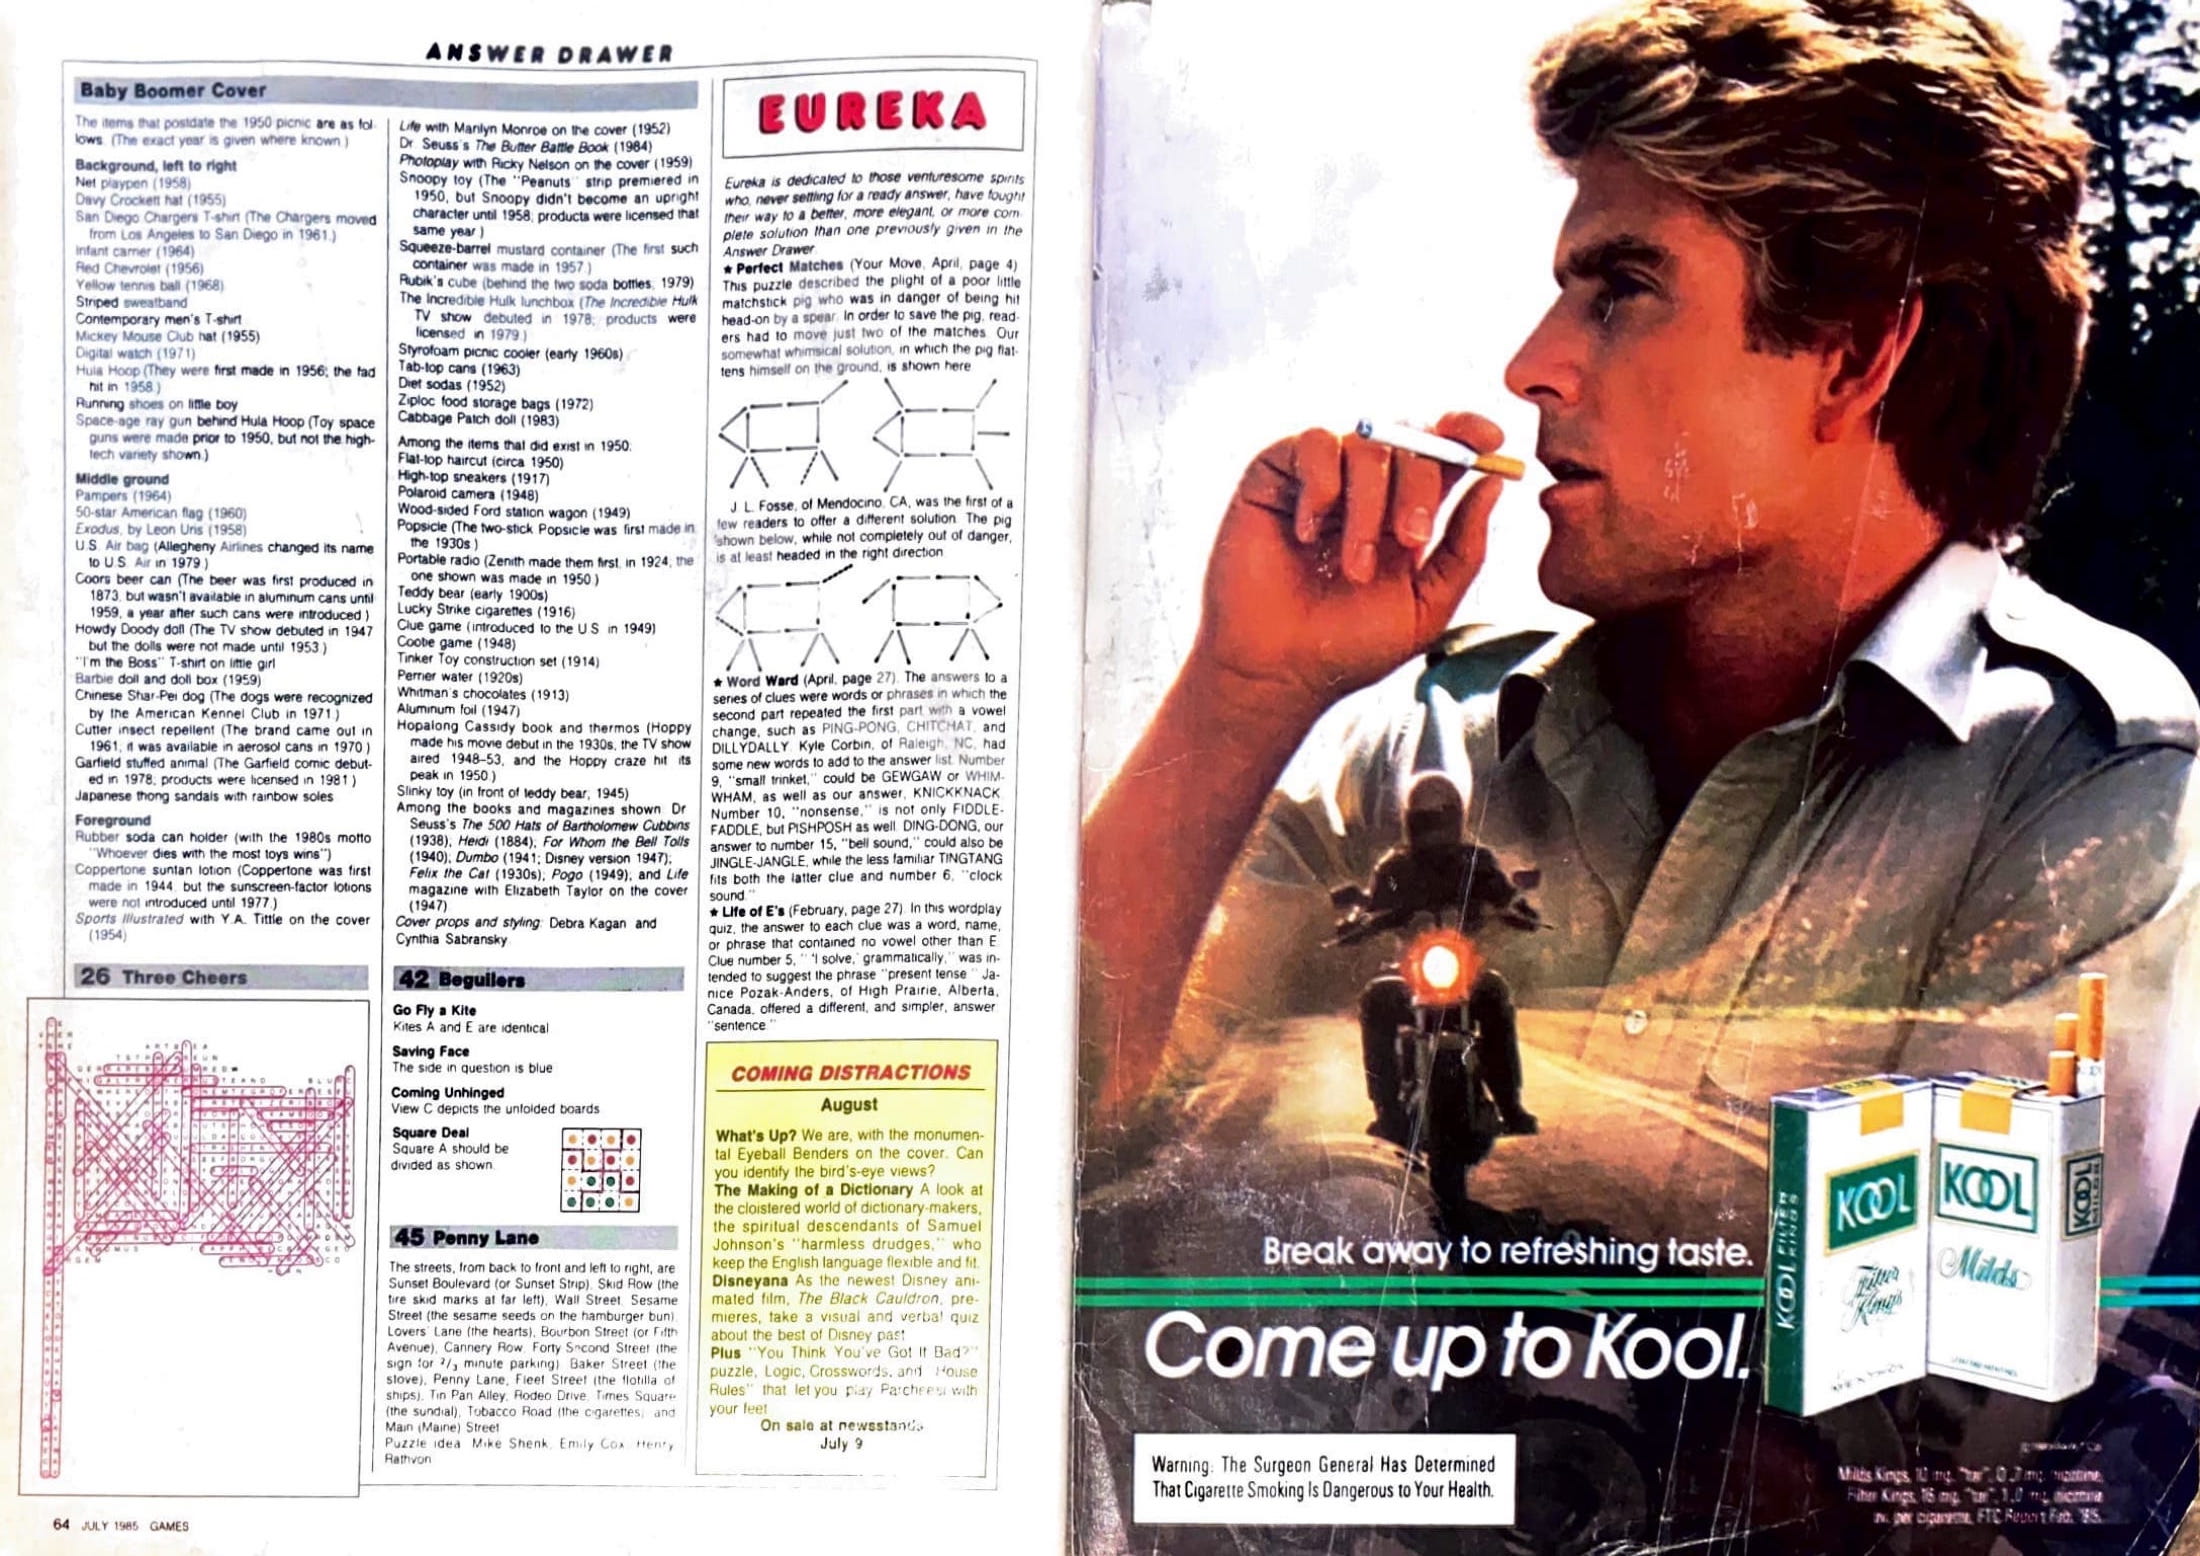 ANSWER DRAWER
Baby Boomer Cover
The items that postdate the 1950 picnic are as fol-
lows. (The exact year is given where known.)
Background, left to right
Net playpen (1958)
Davy Crockett hat (1955)
San Diego Chargers T-shirt (The Chargers moved
from Los Angeles to San Diego in 1961.)
Infant carrier (1964)
Red Chevrolet (1956)
Yellow tennis ball (1968)
Striped sweatband
Contemporary men's T-shirt
Mickey Mouse Club hat (1955)
Digital watch (1971)
Hula Hoop (They were first made in 1956; the fad
hit in 1958.)
Running shoes on little boy
Space-age ray gun behind Hula Hoop (Toy space
guns were made prior to 1950, but not the high-
tech variety shown.)
Middle ground
Pampers (1964)
50-star American flag (1960)
Exodus, by Leon Uris (1958)
U.S. Air bag (Allegheny Airlines changed its name
to U.S. Air in 1979.)
Coors beer can (The beer was first produced in
1873, but wasn't available in aluminum cans until
1959, a year after such cans were introduced.)
Howdy Doody doll (The TV show debuted in 1947
but the dolls were not made until 1953.)
"I'm the Boss" T-shirt on little girl
Barbie doll and doll box (1959)
Chinese Shar-Pei dog (The dogs were recognized
by the American Kennel Club in 1971.)
Cutter insect repellent (The brand came out in
1961; it was available in aerosol cans in 1970.)
Garfield stuffed animal (The Garfield comic debut-
ed in 1978; products were licensed in 1981.)
Japanese thong sandals with rainbow soles
Foreground
Rubber soda can holder (with the 1980s motto
"Whoever dies with the most toys wins")
Coppertone suntan lotion (Coppertone was first
made in 1944, but the sunscreen-factor lotions
were not introduced until 1977.)
Sports Illustrated with Y.A. Tittle on the cover
(1954)
Life with Marilyn Monroe on the cover (1952)
Dr. Seuss's The Butter Battle Book (1984)
Photoplay with Ricky Nelson on the cover (1959)
Snoopy toy (The "Peanuts" strip premiered in
1950, but Snoopy didn't become an upright
character until 1958; products were licensed that
same year.)
Squeeze-barrel mustard container (The first such
container was made in 1957.)
Rubik's cube (behind the two soda bottles, 1979)
The Incredible Hulk lunchbox (The Incredible Hulk
TV show debuted in 1978; products were
licensed in 1979.)
Styrofoam picnic cooler (early 1960s)
Tab-top cans (1963)
Diet sodas (1952)
Ziploc food storage bags (1972)
Cabbage Patch doll (1983)
Among the items that did exist in 1950:
Flat-top haircut (circa 1950)
High-top sneakers (1917)
Polaroid camera (1948)
Wood-sided Ford station wagon (1949)
Popsicle (The two-stick Popsicle was first made in
the 1930s.)
Portable radio (Zenith made them first, in 1924; the
one shown was made in 1950.)
Teddy bear (early 1900s)
Lucky Strike cigarettes (1916)
Clue game (introduced to the U.S. in 1949)
Cootie game (1948)
Tinker Toy construction set (1914)
Perrier water (1920s)
Whitman's chocolates (1913)
Aluminum foil (1947)
Hopalong Cassidy book and thermos (Hoppy
made his movie debut in the 1930s, the TV show
aired 1948–53, and the Hoppy craze hit its
peak in 1950.)
Slinky toy (in front of teddy bear; 1945)
Among the books and magazines shown: Dr.
Seuss's The 500 Hats of Bartholomew Cubbins
(1938); Heidi (1884); For Whom the Bell Tolls
(1940); Dumbo (1941; Disney version 1947);
Felix the Cat (1930s); Pogo (1949); and Life
magazine with Elizabeth Taylor on the cover
(1947)
Cover props and styling: Debra Kagan and
Cynthia Sabransky
26 Three Cheers
42 Beguilers
Go Fly a Kite
Kites A and E are identical
Saving Face
The side in question is blue
Coming Unhinged
View C depicts the unfolded boards
Square Deal
Square A should be
divided as shown.
45 Penny Lane
The streets, from back to front and left to right, are
Sunset Boulevard (or Sunset Strip), Skid Row (the
tire skid marks at far left), Wall Street, Sesame
Street (the sesame seeds on the hamburger bun),
Lovers' Lane (the hearts), Bourbon Street (or Fifth
Avenue), Cannery Row, Forty Second Street (the
sign for 2/3 minute parking), Baker Street (the
stove), Penny Lane, Fleet Street (the flotilla of
ships), Tin Pan Alley, Rodeo Drive, Times Square
(the sundial), Tobacco Road (the cigarettes), and
Main (Maine) Street
Puzzle idea: Mike Shenk, Emily Cox, Henry
Rathvon
EUREKA
Eureka is dedicated to those venturesome spirits
who, never settling for a ready answer, have fought
their way to a better, more elegant, or more com-
plete solution than one previously given in the
Answer Drawer.
★ Perfect Matches (Your Move, April, page 4)
This puzzle described the plight of a poor little
matchstick pig who was in danger of being hit
head-on by a spear. In order to save the pig, read-
ers had to move just two of the matches. Our
somewhat whimsical solution, in which the pig flat-
tens himself on the ground, is shown here
J. L. Fosse, of Mendocino, CA, was the first of a
few readers to offer a different solution. The pig
shown below, while not completely out of danger,
is at least headed in the right direction
★ Word Ward (April, page 27). The answers to a
series of clues were words or phrases in which the
second part repeated the first part with a vowel
change, such as PING-PONG, CHITCHAT, and
DILLYDALLY. Kyle Corbin, of Raleigh, NC, had
some new words to add to the answer list. Number
9, "small trinket," could be GEWGAW or WHIM-
WHAM, as well as our answer, KNICKKNACK.
Number 10, "nonsense," is not only FIDDLE-
FADDLE, but PISHPOSH as well. DING-DONG, our
answer to number 15, "bell sound," could also be
JINGLE-JANGLE, while the less familiar TINGTANG
fits both the latter clue and number 6, "clock
sound."
★ Life of E's (February, page 27). In this wordplay
quiz, the answer to each clue was a word, name,
or phrase that contained no vowel other than E.
Clue number 5, "'I solve,' grammatically," was in-
tended to suggest the phrase "present tense." Ja-
nice Pozak-Anders, of High Prairie, Alberta,
Canada, offered a different, and simpler, answer:
"sentence."
COMING DISTRACTIONS
August
What's Up? We are, with the monumen-
tal Eyeball Benders on the cover. Can
you identify the bird's-eye views?
The Making of a Dictionary A look at
the cloistered world of dictionary-makers,
the spiritual descendants of Samuel
Johnson's "harmless drudges," who
keep the English language flexible and fit.
Disneyana As the newest Disney ani-
mated film, The Black Cauldron, pre-
mieres, take a visual and verbal quiz
about the best of Disney past
Plus "You Think You've Got It Bad?"
puzzle, Logic, Crosswords, and "House
Rules" that let you play Parcheesi with
your feet
On sale at newsstands
July 9
64 JULY 1985 GAMES
Break away to refreshing taste.
Come up to Kool.
KOOL FILTER KINGS
KOOL
Filter Kings
KOOL
Milds
KOOL
MILDS
Warning: The Surgeon General Has Determined
That Cigarette Smoking Is Dangerous to Your Health.
Milds Kings, 10 mg. "tar", 0.7 mg. nicotine;
Filter Kings, 16 mg. "tar", 1.0 mg. nicotine
av. per cigarette, FTC Report Feb. '85.